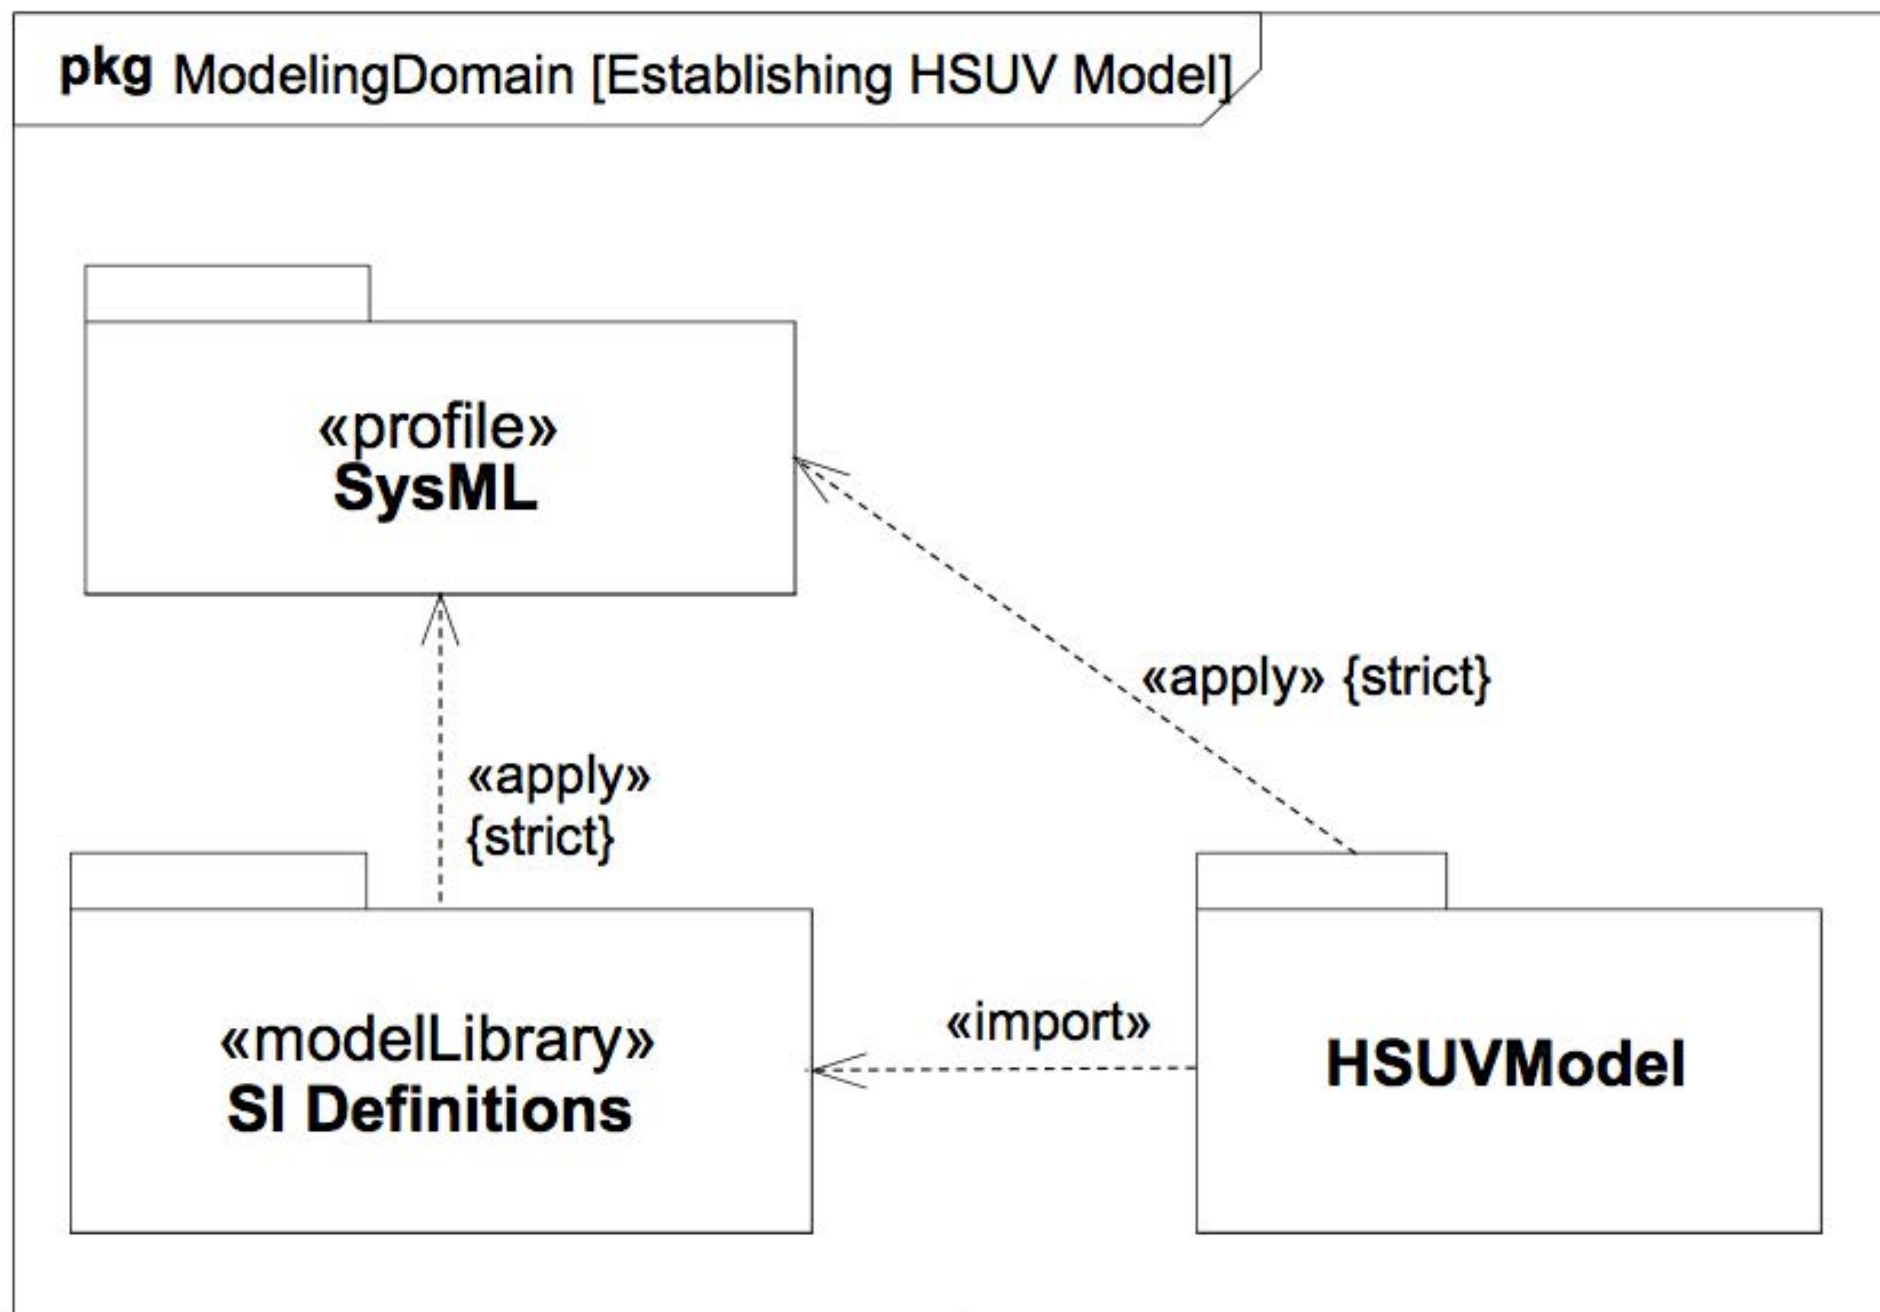 pkg ModelingDomain [Establishing HSUV Model]
«profile»
SysML
«apply» {strict}
«apply»
{strict}
«modelLibrary»
SI Definitions
«import»
HSUVModel